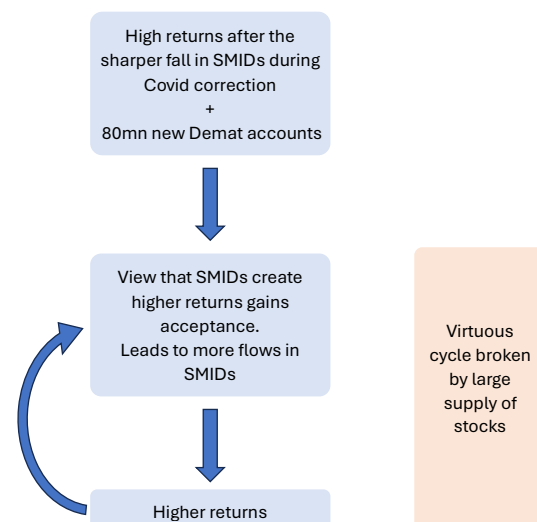 High returns after the
sharper fall in SMIDs during
Covid correction
+
80mn new Demat accounts
View that SMIDs create
higher returns gains
acceptance.
Leads to more flows in
SMIDs
Higher returns
Virtuous
cycle broken
by large
supply of
stocks